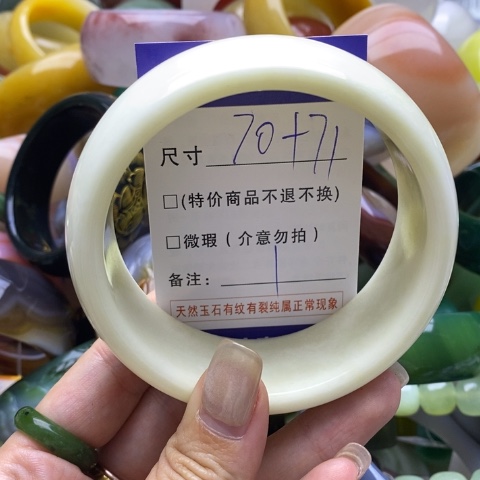 尺寸 70+71
□(特价商品不退不换)
□微瑕（介意勿拍）
备注：
天然玉石有纹有裂纯属正常现象